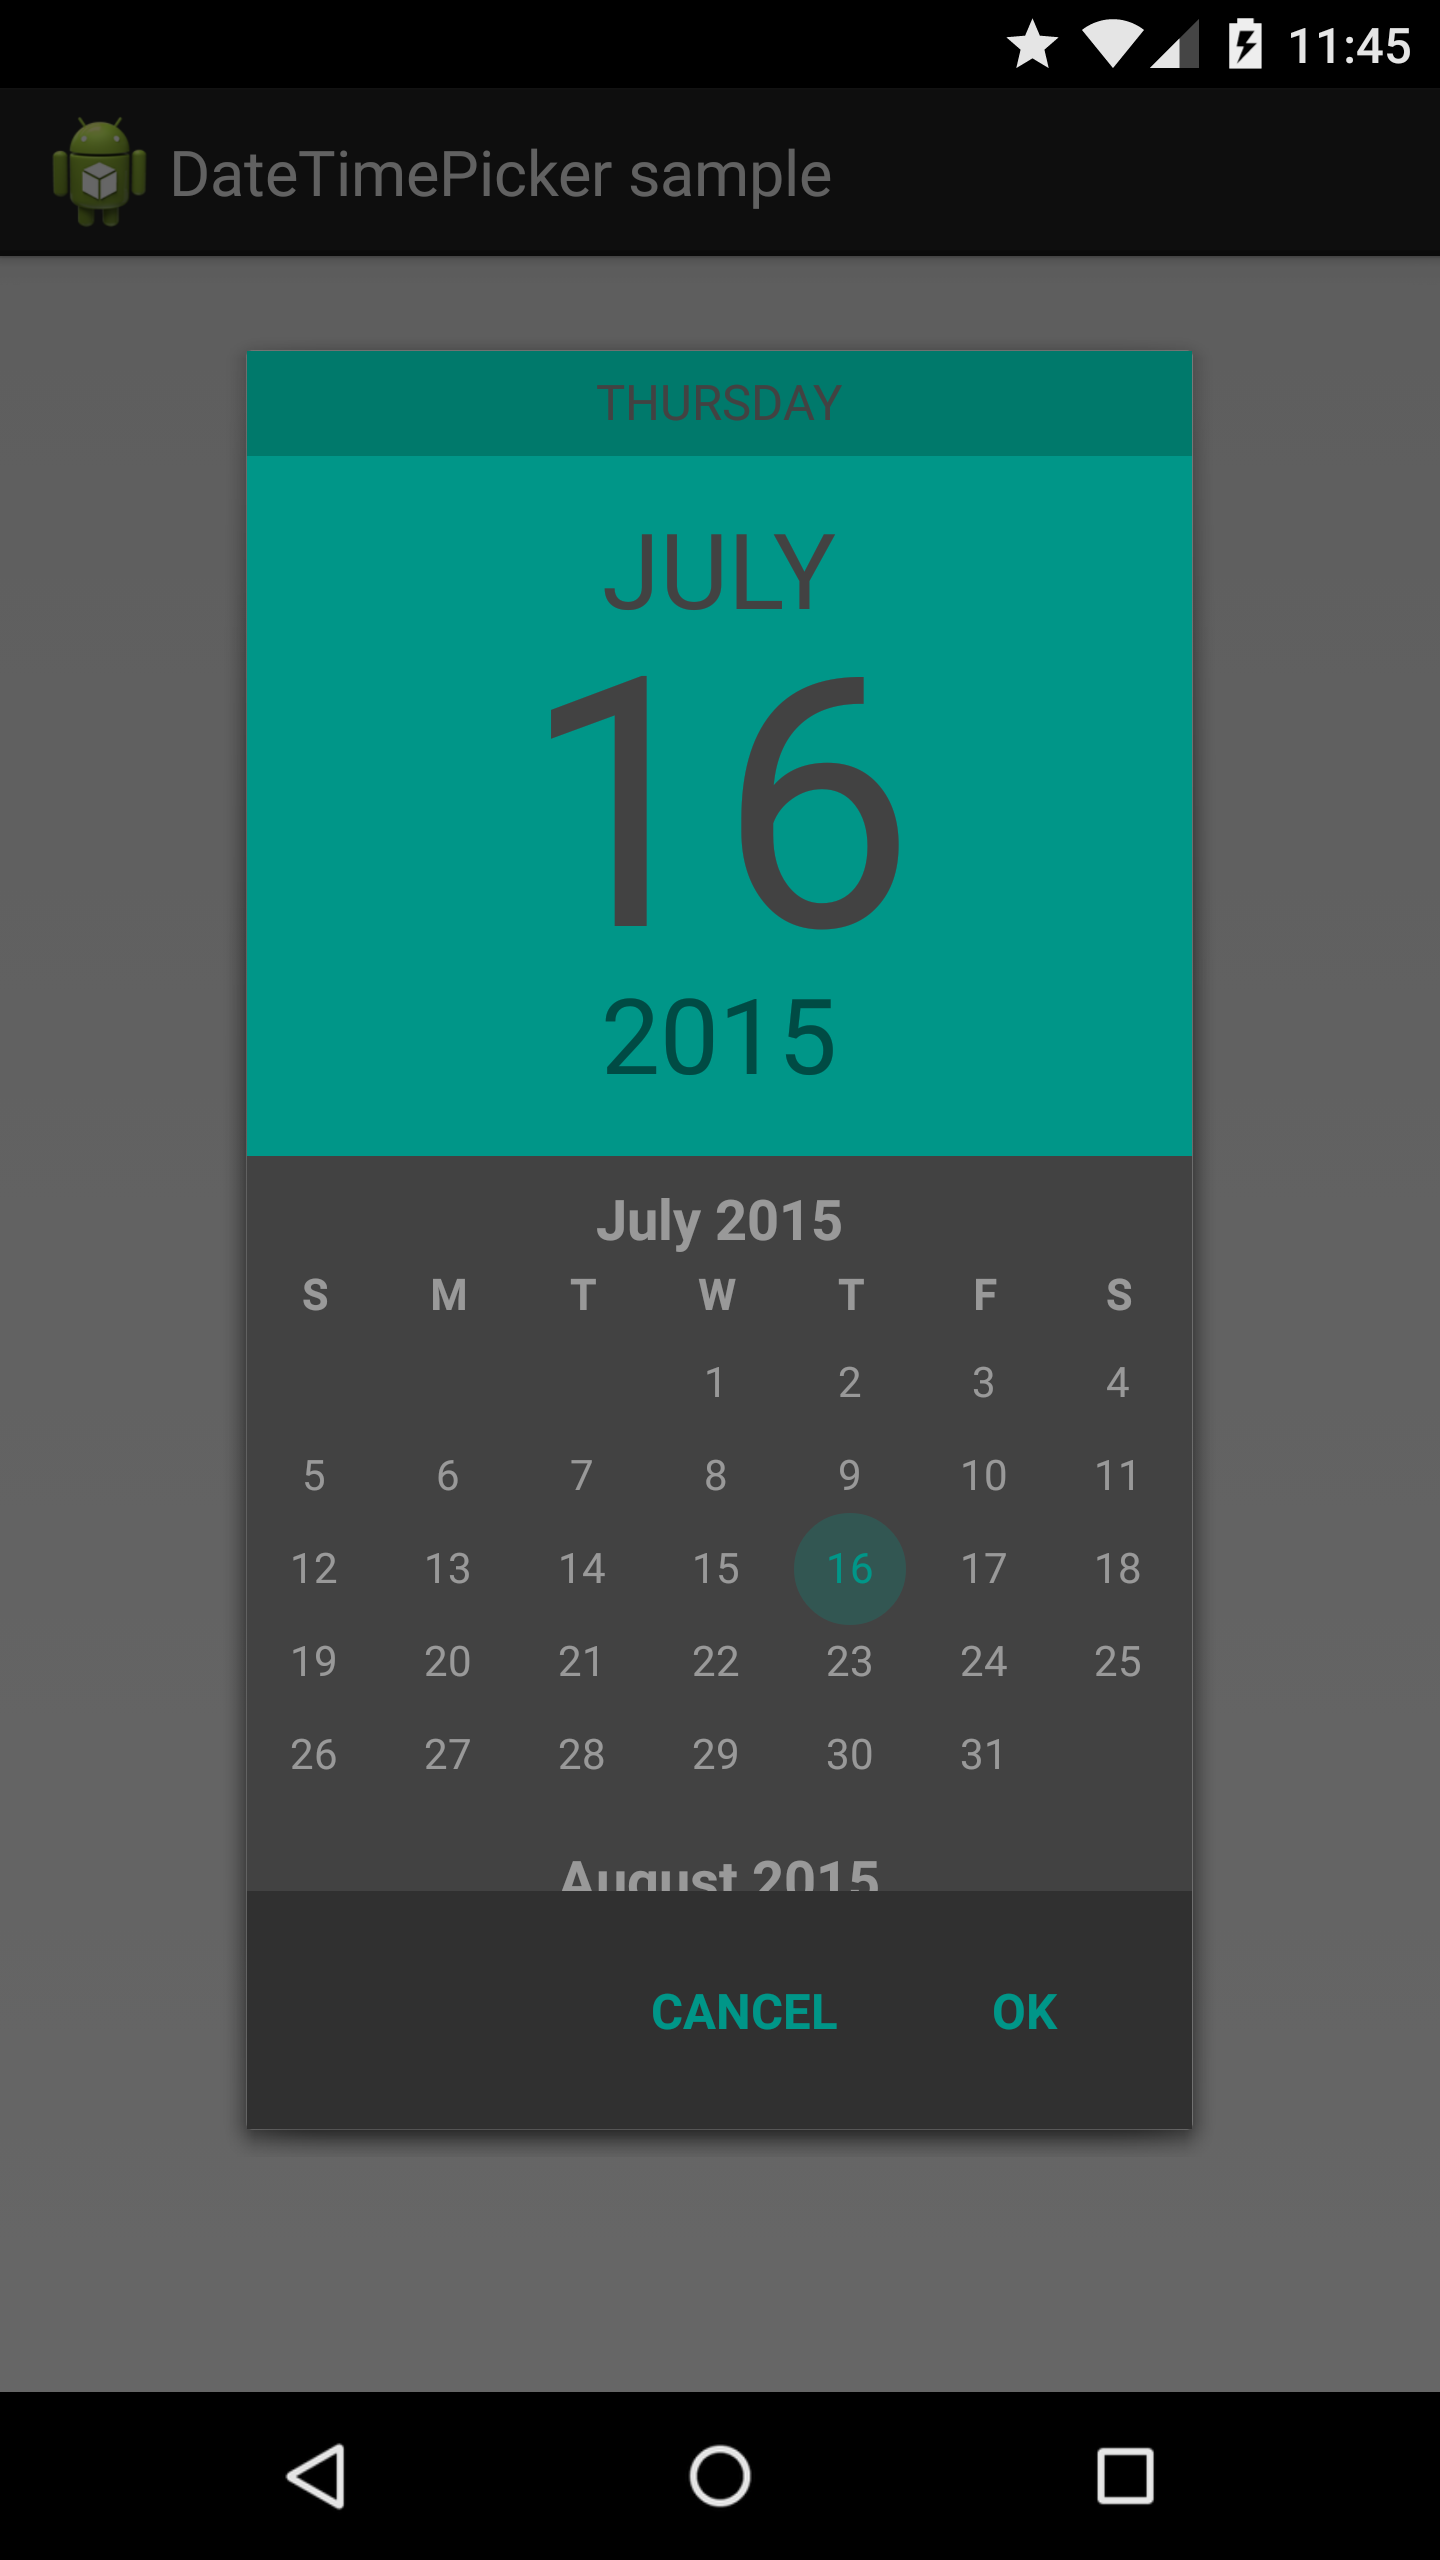 11:45
DateTimePicker sample
THURSDAY
JULY
16
2015
July 2015
S M T W T F S
1 2 3 4
5 6 7 8 9 10 11
12 13 14 15 16 17 18
19 20 21 22 23 24 25
26 27 28 29 30 31
August 2015
CANCEL OK